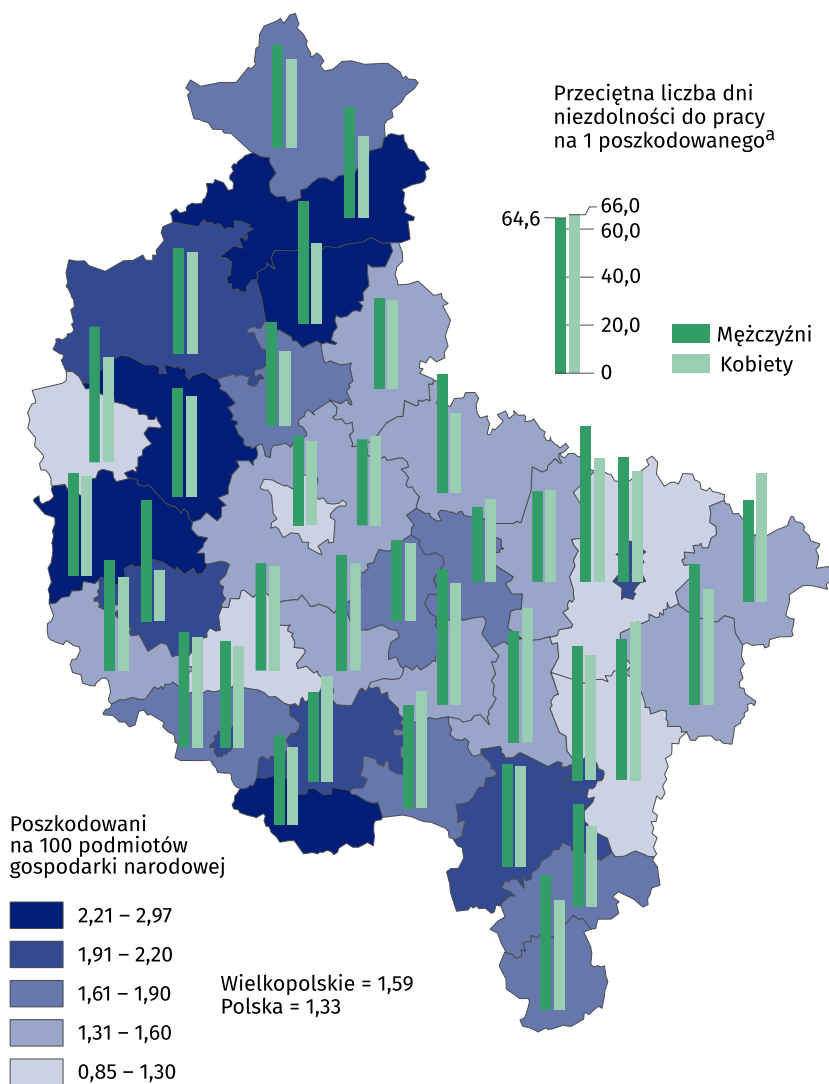 Przeciętna liczba dni
niezdolności do pracy
na 1 poszkodowanegoa
64,6
66,0
60,0
40,0
20,0
0
Mężczyźni
Kobiety
Poszkodowani
na 100 podmiotów
gospodarki narodowej
2,21 – 2,97
1,91 – 2,20
1,61 – 1,90
1,31 – 1,60
0,85 – 1,30
Wielkopolskie = 1,59
Polska = 1,33